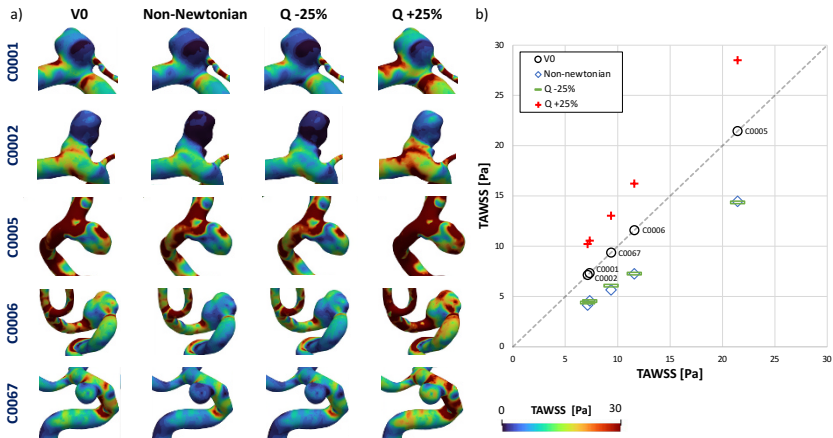 a)
V0 Non-Newtonian Q -25% Q +25%
C0001
C0002
C0005
C0006
C0067
b)
V0
Non-newtonian
Q -25%
Q +25%
TAWSS [Pa]
30
25
20
15
10
5
0
C0005
C0006
C0067
C0001
C0002
0 5 10 15 20 25 30
TAWSS [Pa]
0 TAWSS [Pa] 30